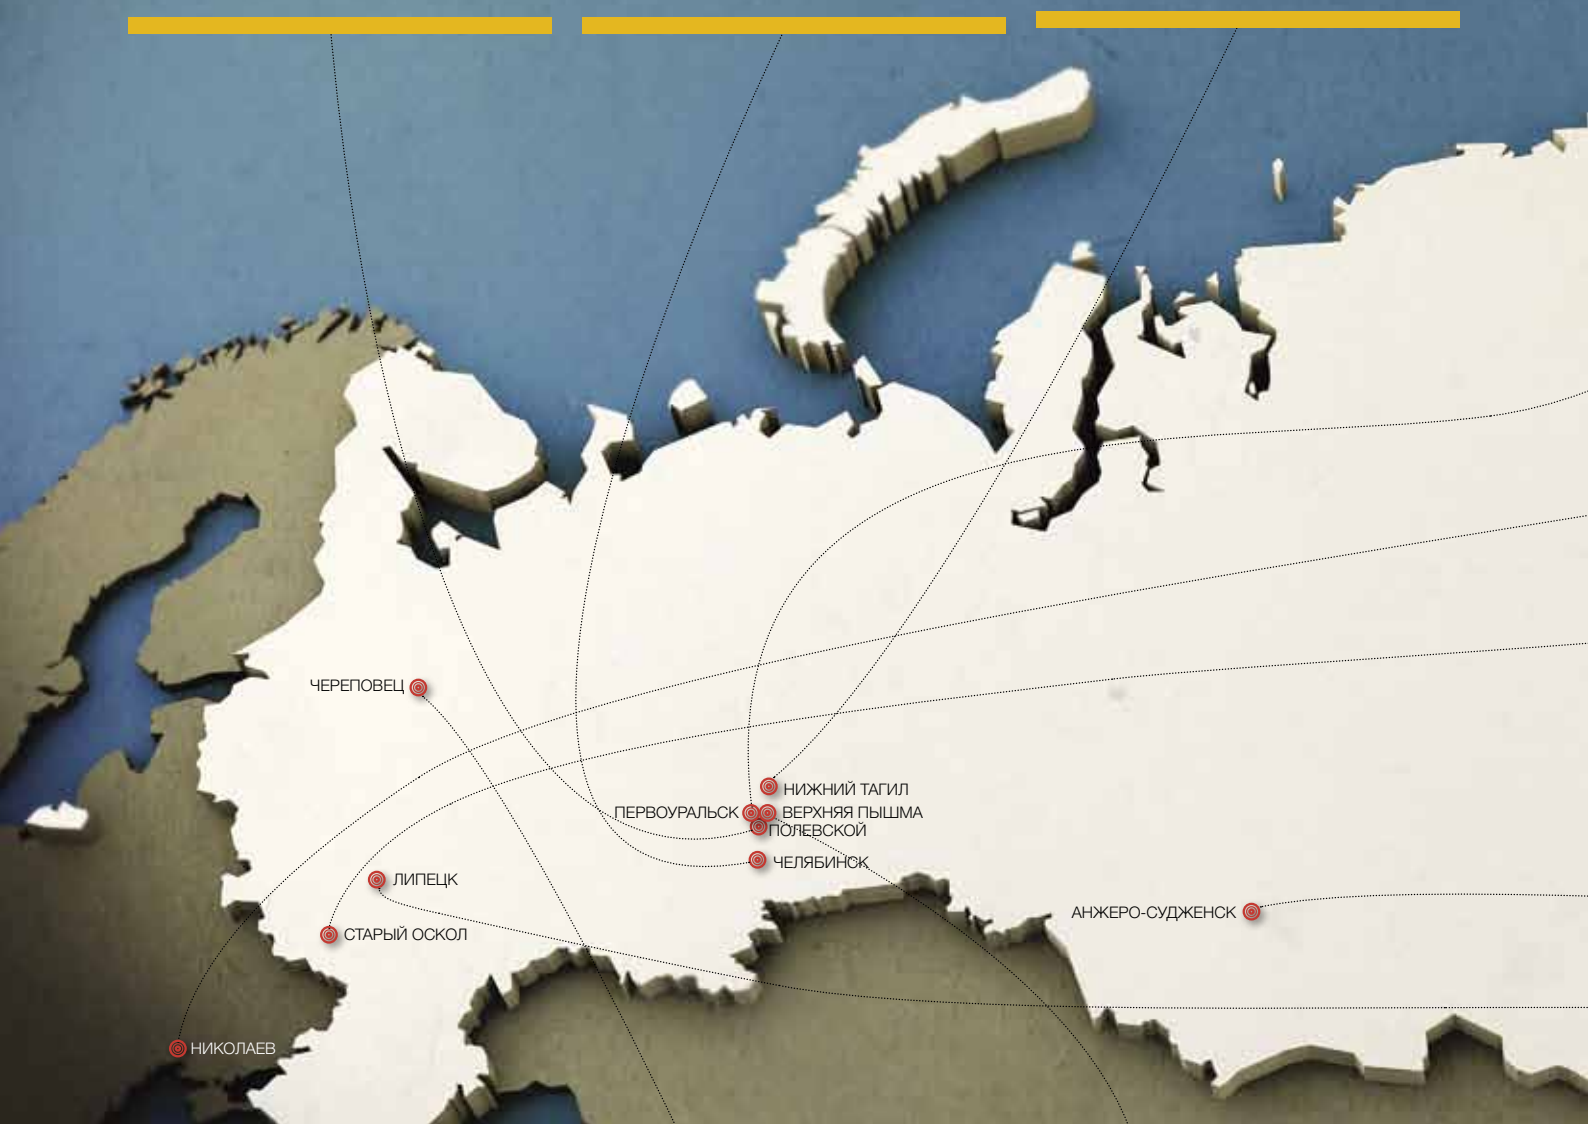 ЧЕРЕПОВЕЦ
НИЖНИЙ ТАГИЛ
ПЕРВОУРАЛЬСК
ВЕРХНЯЯ ПЫШМА
ПОЛЕВСКОЙ
ЧЕЛЯБИНСК
ЛИПЕЦК
АНЖЕРО-СУДЖЕНСК
СТАРЫЙ ОСКОЛ
НИКОЛАЕВ